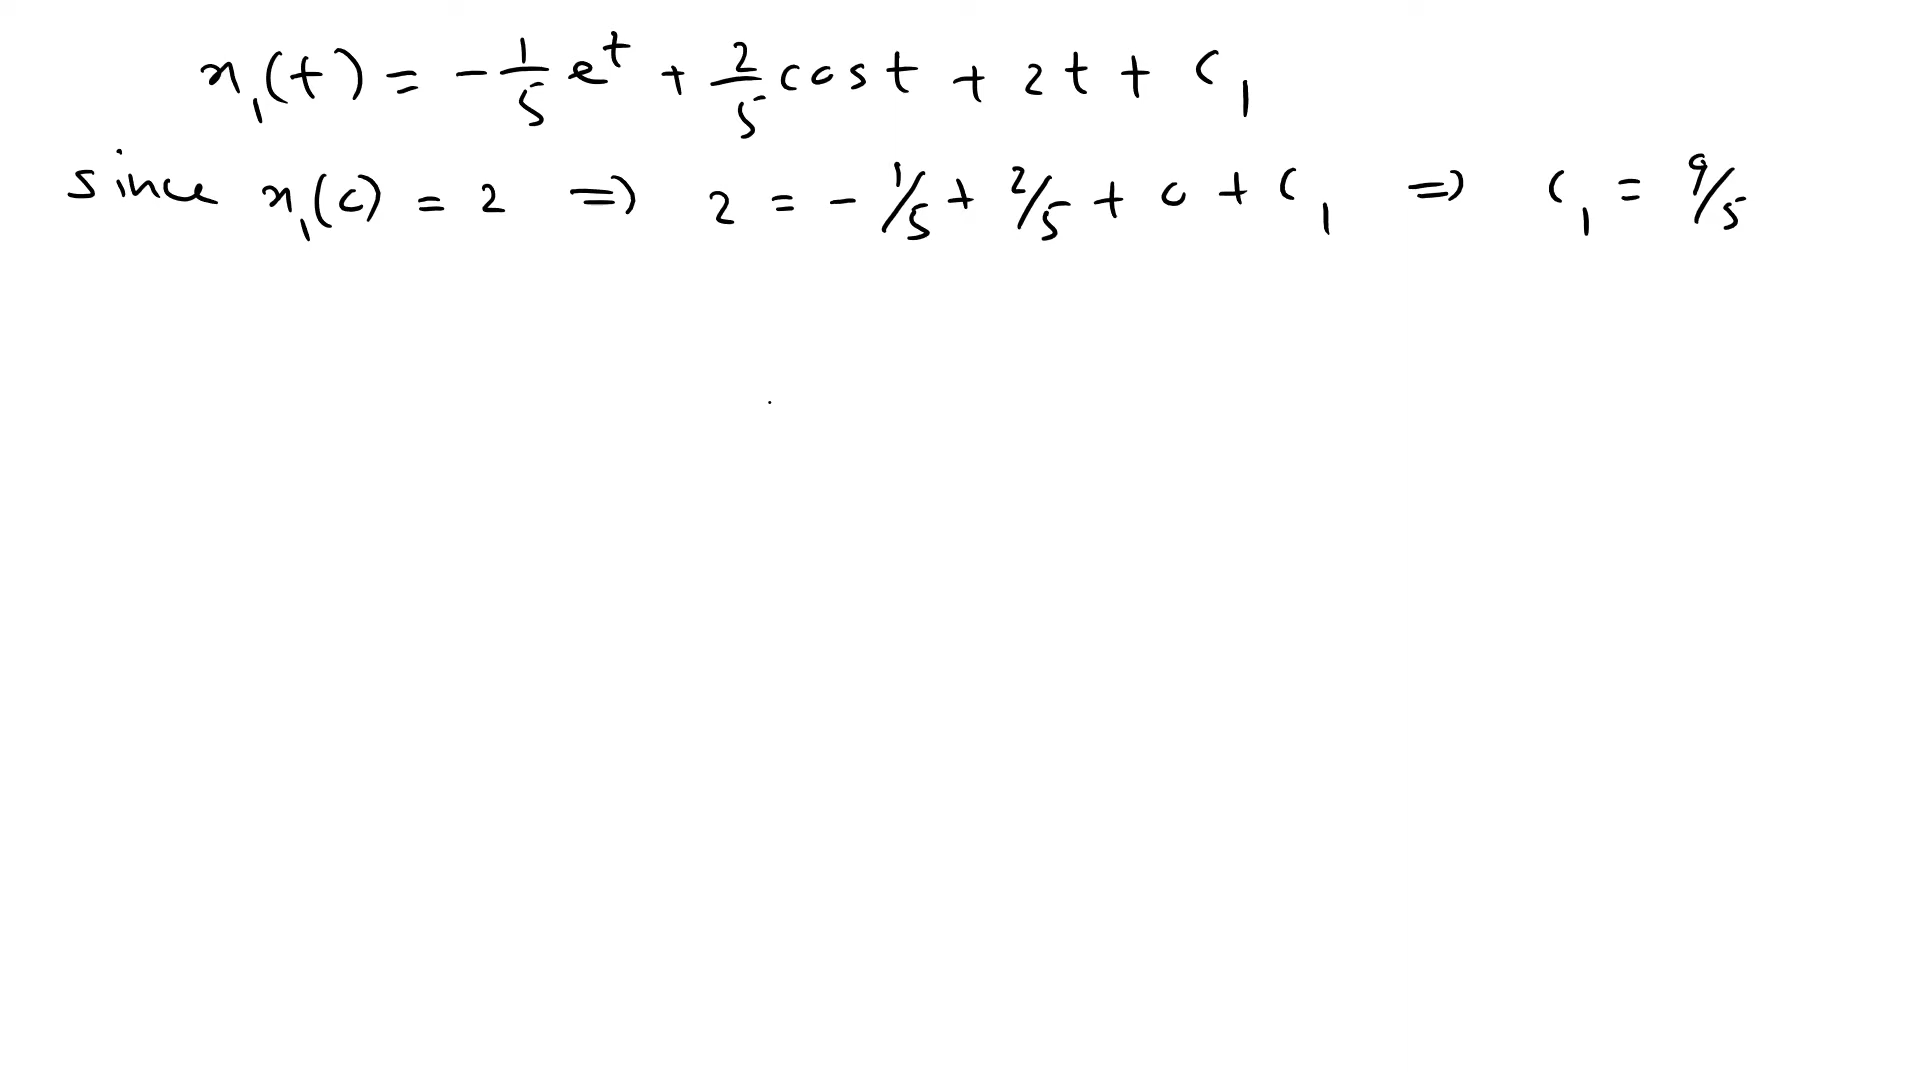 x₁(t) = -1/5 eᵗ + 2/5 cos t + 2t + C₁
since x₁(0) = 2 ⇒ 2 = -1/5 + 2/5 + 0 + C₁ ⇒ C₁ = 9/5